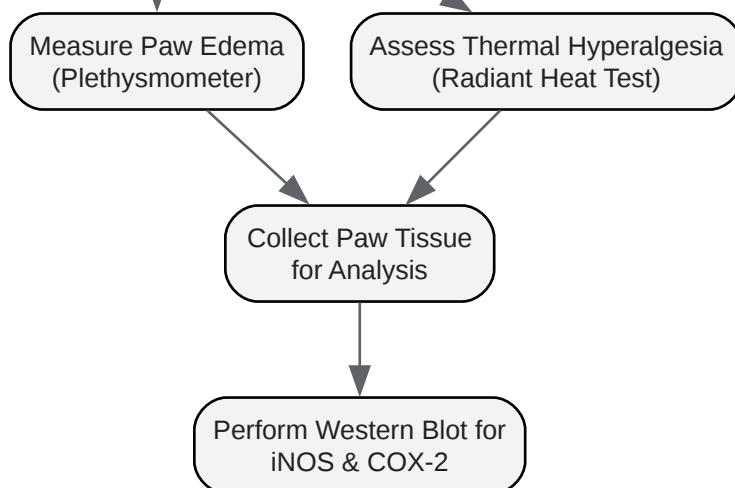 Measure Paw Edema
(Plethysmometer)
Assess Thermal Hyperalgesia
(Radiant Heat Test)
Collect Paw Tissue
for Analysis
Perform Western Blot for
iNOS & COX-2